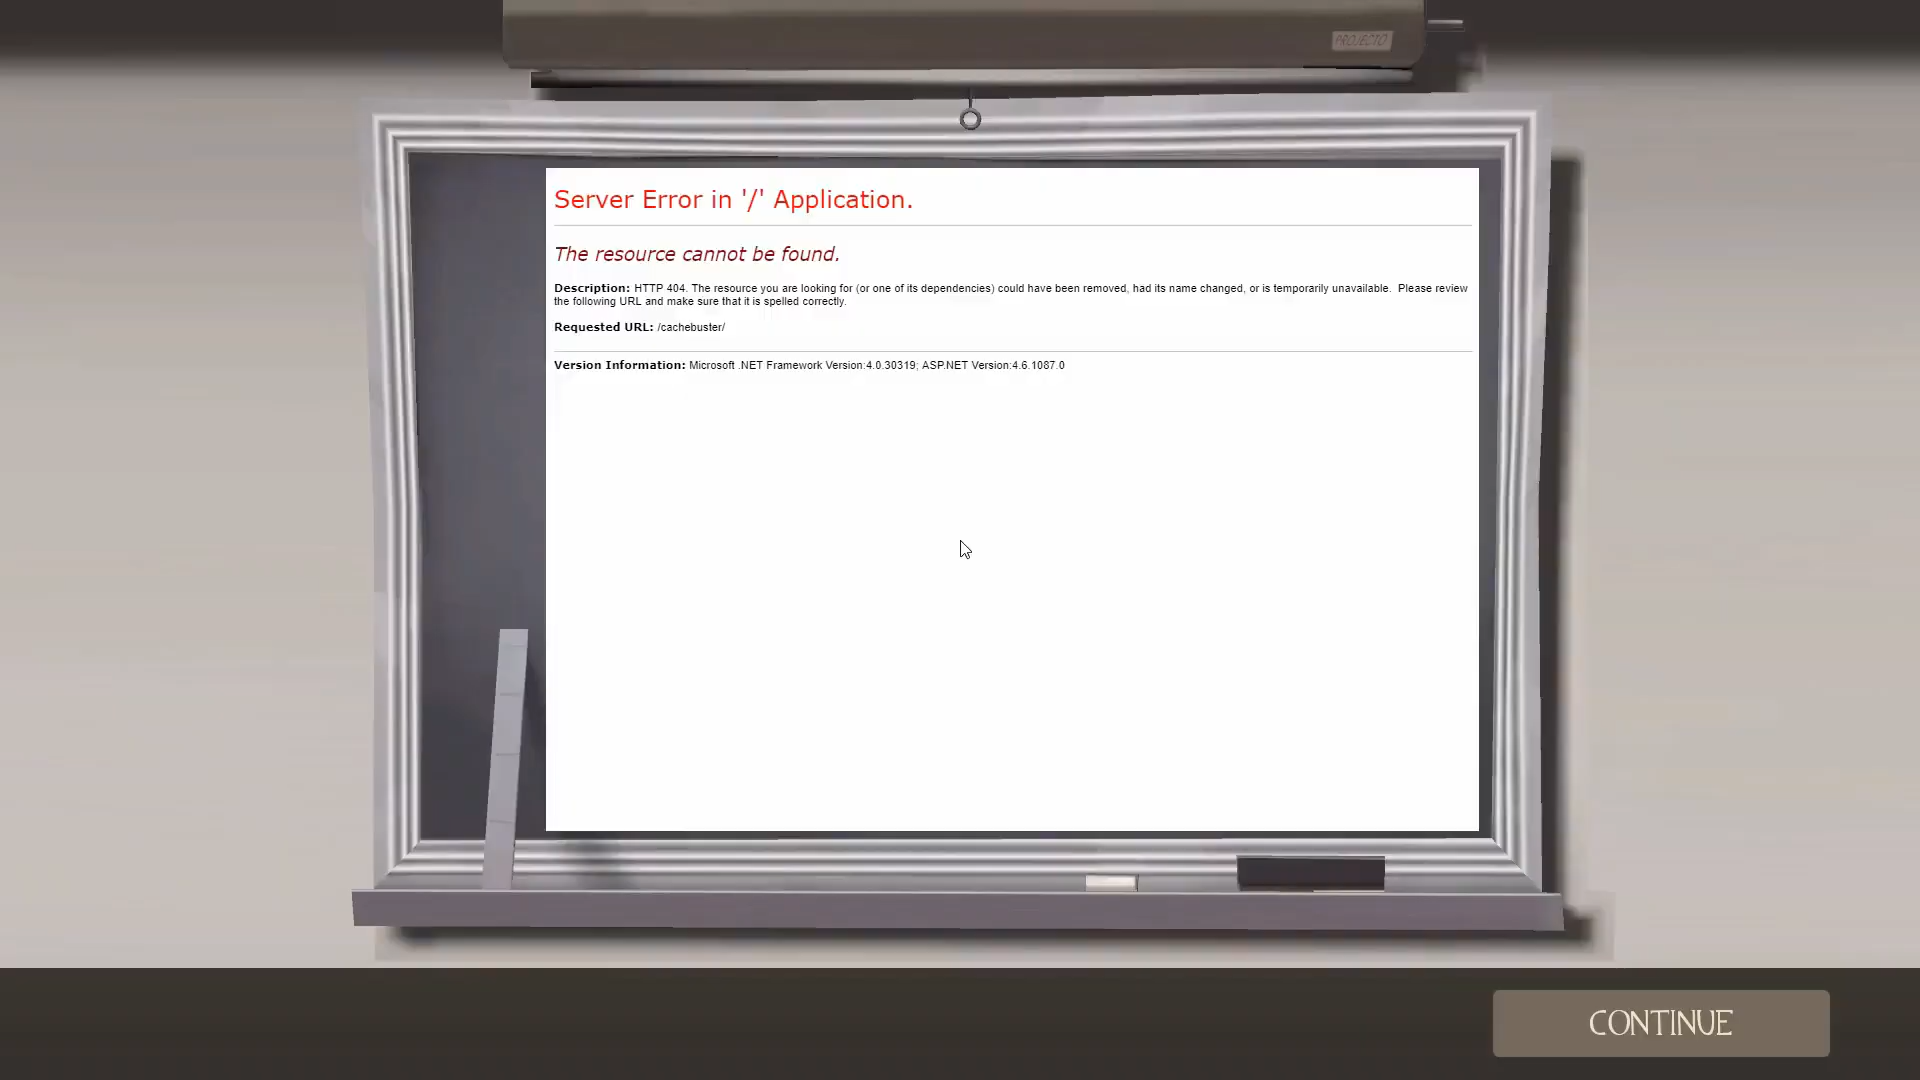 PROJECTO
Server Error in '/' Application.
The resource cannot be found.
Description: HTTP 404. The resource you are looking for (or one of its dependencies) could have been removed, had its name changed, or is temporarily unavailable.  Please review
the following URL and make sure that it is spelled correctly.
Requested URL: /cachebuster/
Version Information: Microsoft .NET Framework Version:4.0.30319; ASP.NET Version:4.6.1087.0
CONTINUE